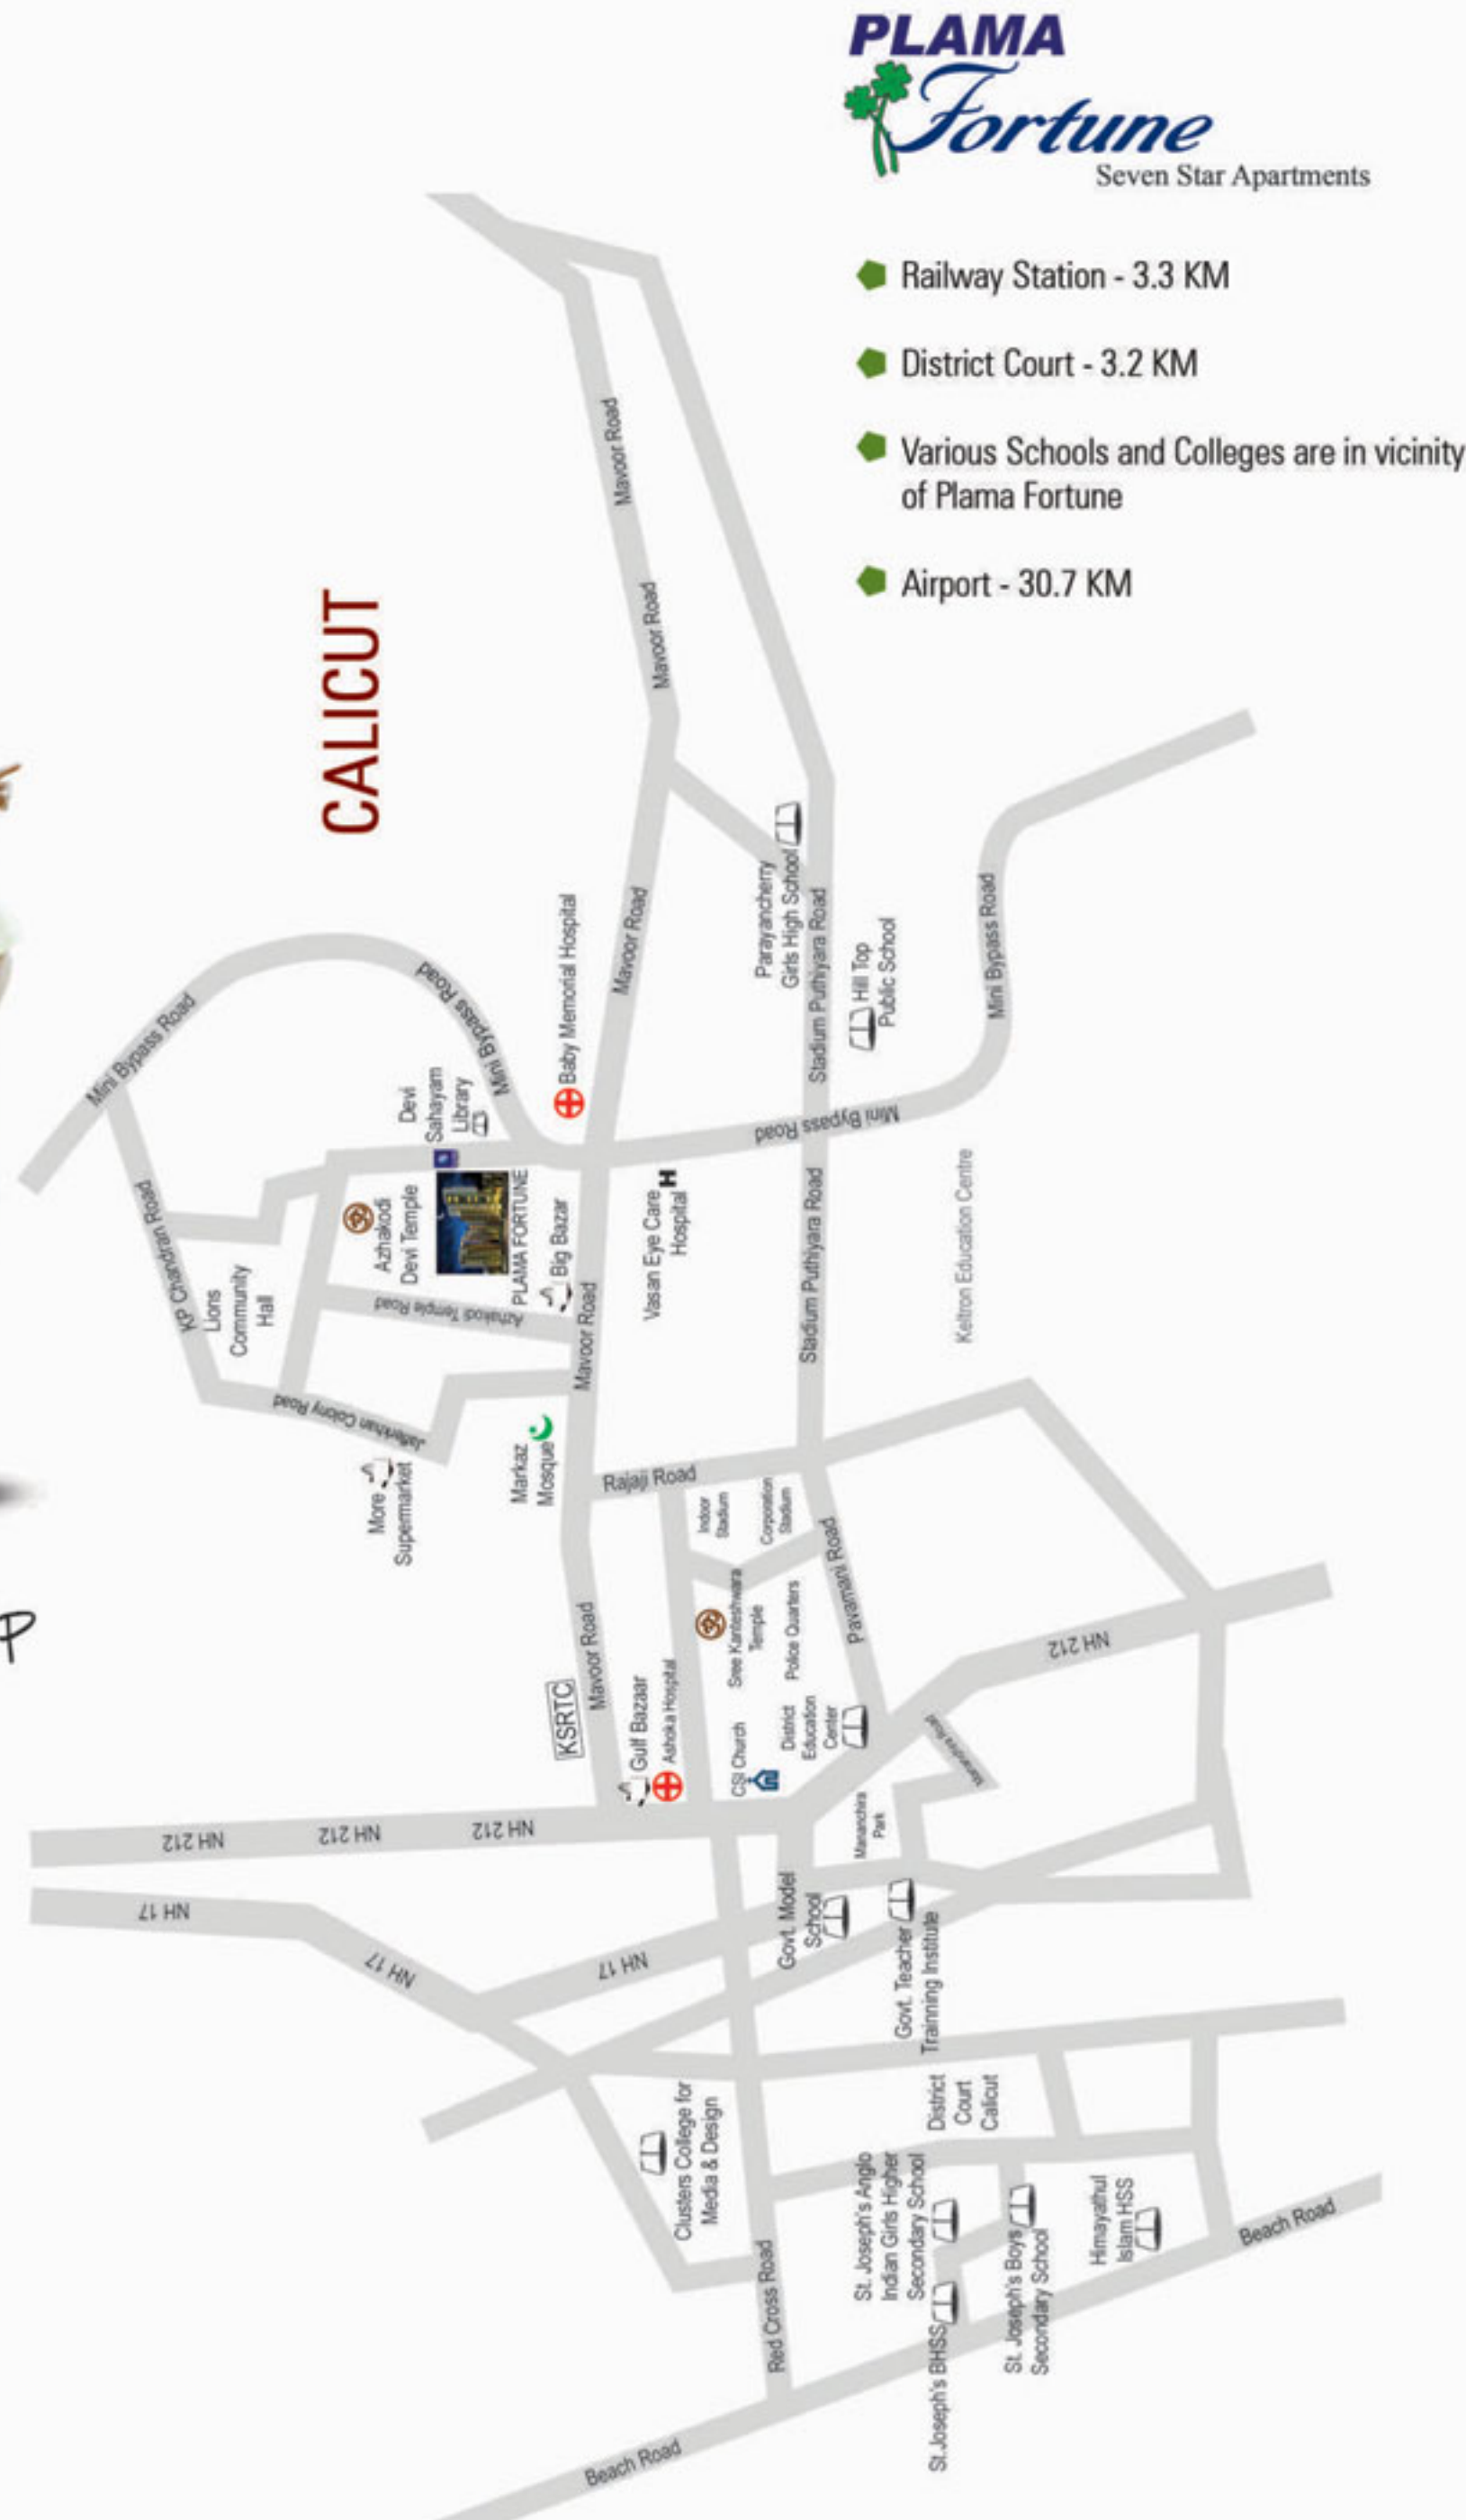 PLAMA
Fortune
Seven Star Apartments
Railway Station - 3.3 KM
District Court - 3.2 KM
Various Schools and Colleges are in vicinity
of Plama Fortune
Airport - 30.7 KM
CALICUT
Mavoor Road
Mavoor Road
Mavoor Road
Parayancherry
Girls High School
Stadium Puthiyara Road
Hill Top
Public School
Mini Bypass Road
Mini Bypass Road
Mini Bypass Road
Mini Bypass Road
Baby Memorial Hospital
Devi
Sahayam
Library
Azhakodi
Devi Temple
PLAMA FORTUNE
Big Bazar
Azhakodi Temple Road
KP Chandran Road
Lions
Community
Hall
Jafferkhan Colony Road
Mavoor Road
Vasan Eye Care
Hospital
H
Stadium Puthiyara Road
Keltron Education Centre
More
Supermarket
Markaz
Mosque
Rajaji Road
Indoor
Stadium
Corporation
Stadium
Mavoor Road
KSRTC
Gulf Bazaar
Ashoka Hospital
Sree Kanteshwara
Temple
Police Quarters
Pavamani Road
CSI Church
District
Education
Center
NH 212
NH 212
NH 212
NH 212
Mananchira Road
Mananchira
Park
NH 17
NH 17
NH 17
Govt. Model
School
Govt. Teacher
Trainning Institute
Clusters College for
Media & Design
District
Court
Calicut
St. Joseph's Anglo
Indian Girls Higher
Secondary School
St. Joseph's Boys
Secondary School
Himayathul
Islam HSS
St.Joseph's BHSS
Red Cross Road
Beach Road
Beach Road
P